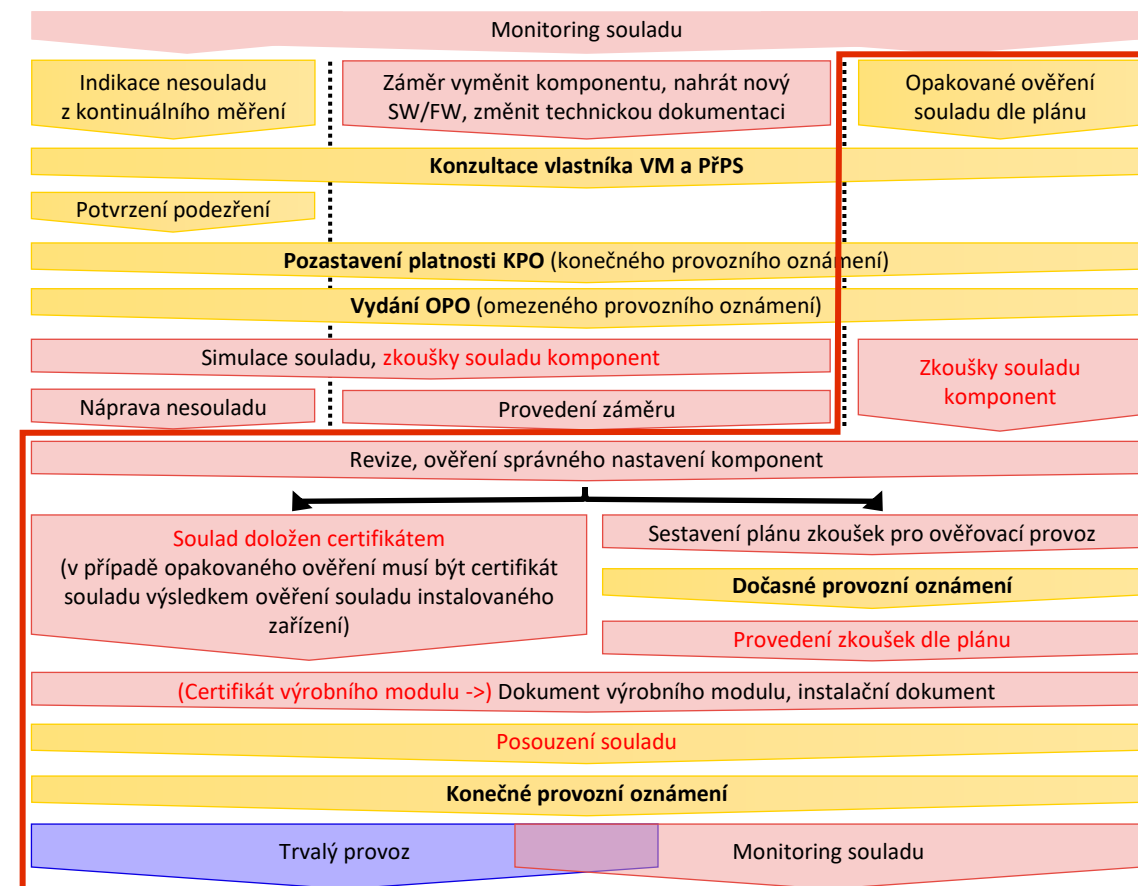 Monitoring souladu
Indikace nesouladu
z kontinuálního měření
Záměr vyměnit komponentu, nahrát nový
SW/FW, změnit technickou dokumentaci
Opakované ověření
souladu dle plánu
Konzultace vlastníka VM a PřPS
Potvrzení podezření
Pozastavení platnosti KPO (konečného provozního oznámení)
Vydání OPO (omezeného provozního oznámení)
Simulace souladu, zkoušky souladu komponent
Zkoušky souladu
komponent
Náprava nesouladu
Provedení záměru
Revize, ověření správného nastavení komponent
Soulad doložen certifikátem
(v případě opakovaného ověření musí být certifikát
souladu výsledkem ověření souladu instalovaného
zařízení)
Sestavení plánu zkoušek pro ověřovací provoz
Dočasné provozní oznámení
Provedení zkoušek dle plánu
(Certifikát výrobního modulu ->) Dokument výrobního modulu, instalační dokument
Posouzení souladu
Konečné provozní oznámení
Trvalý provoz
Monitoring souladu